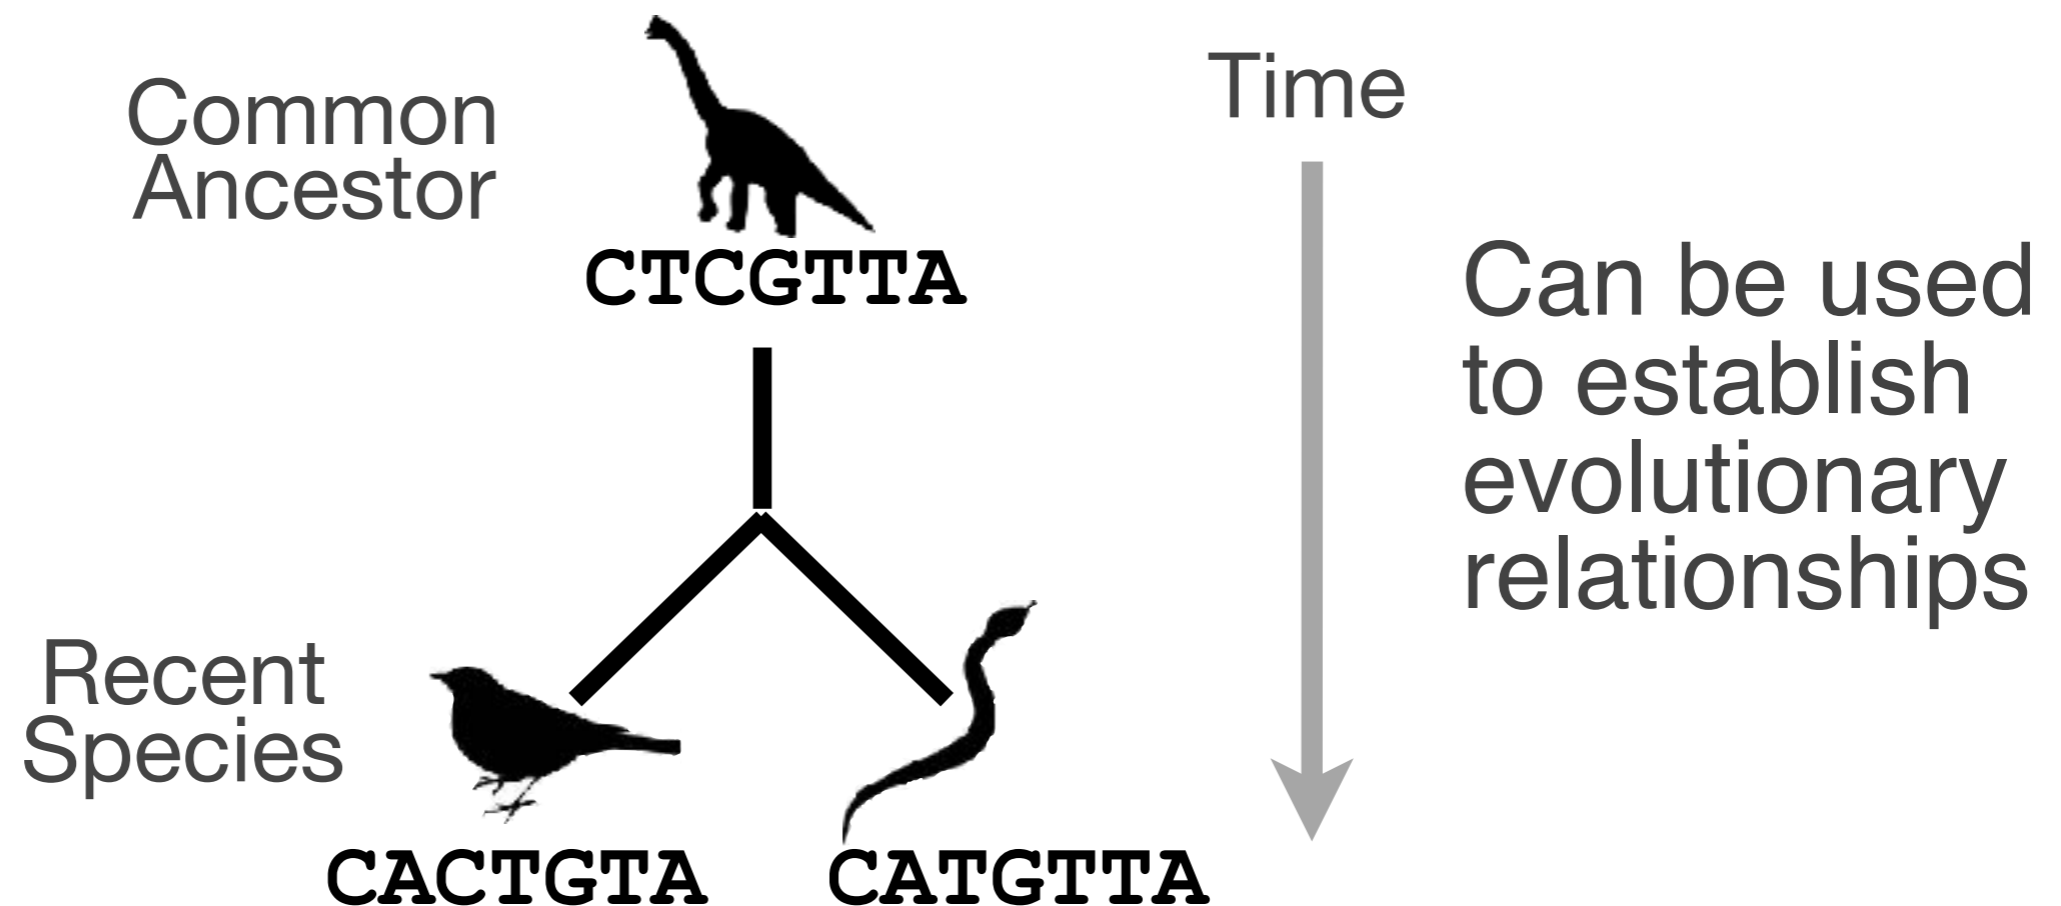 Common
Ancestor
CTCGTTA
Time
Can be used
to establish
evolutionary
relationships
Recent
Species
CACTGTA
CATGTTA